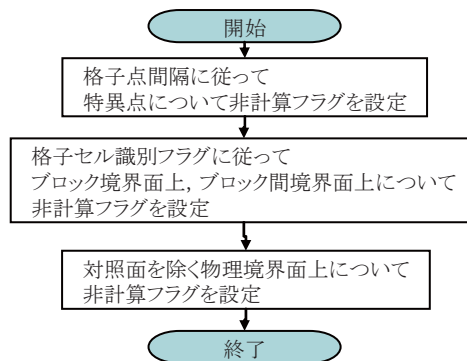 開始
格子点間隔に従って
特異点について非計算フラグを設定
格子セル識別フラグに従って
ブロック境界面上，ブロック間境界面上について
非計算フラグを設定
対照面を除く物理境界面上について
非計算フラグを設定
終了